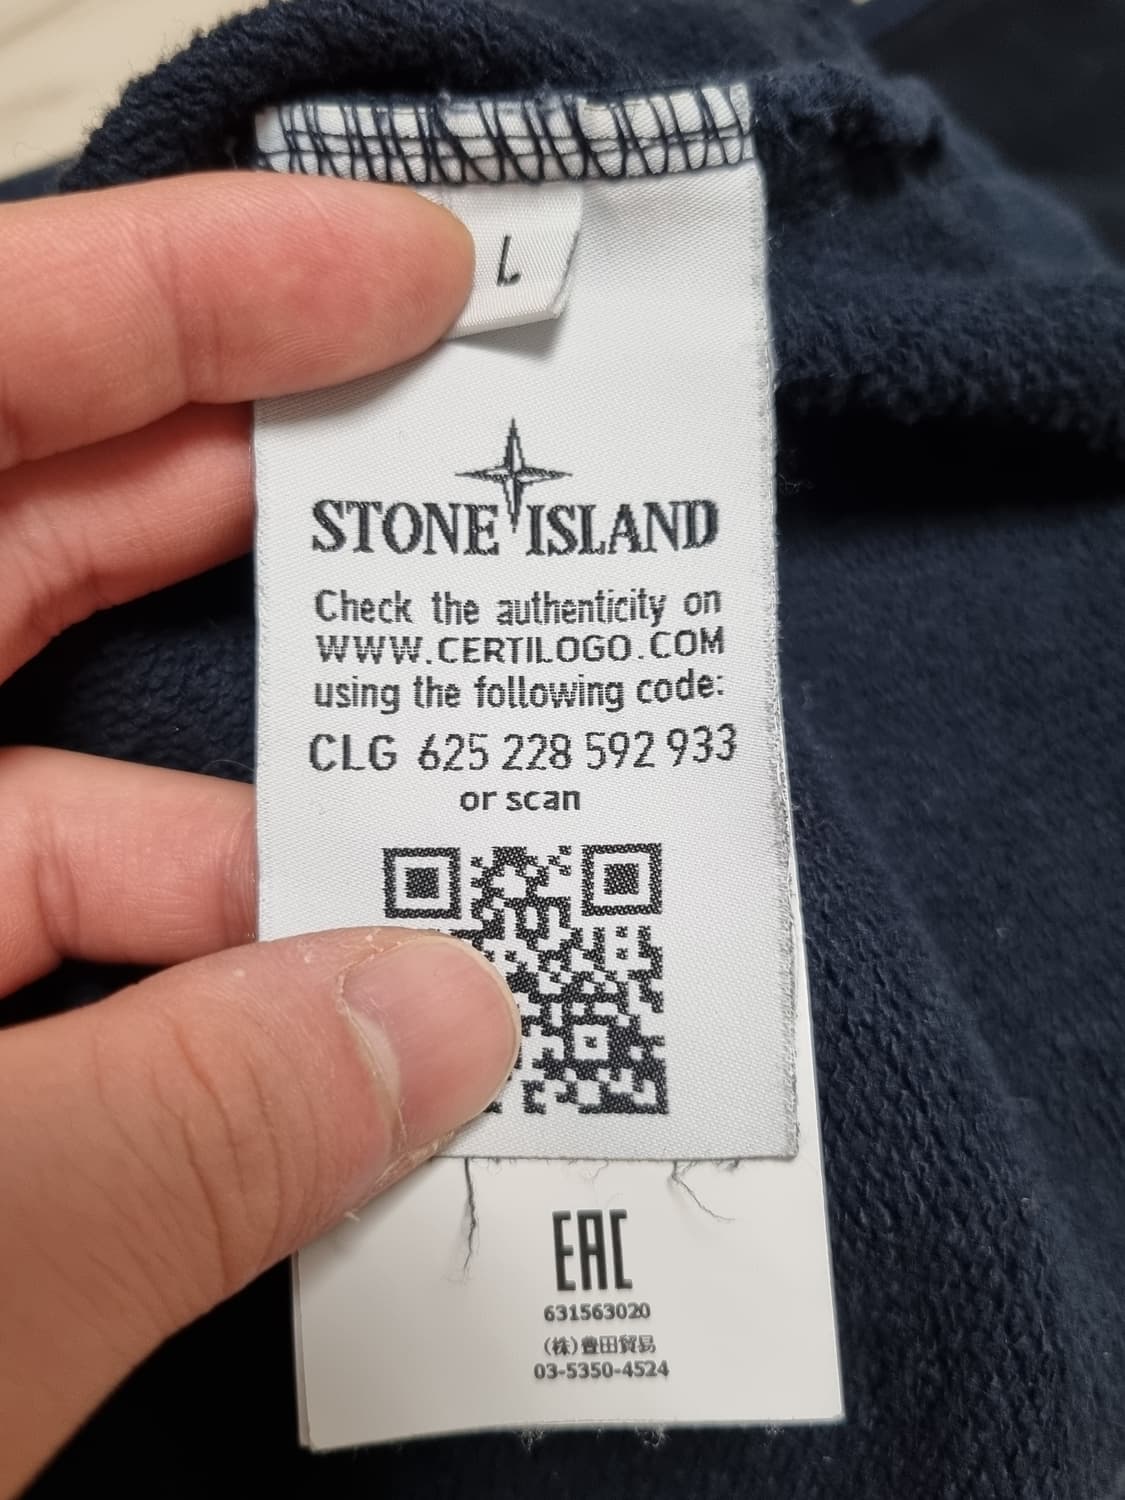 L
STONE ISLAND
Check the authenticity on
WWW.CERTILOGO.COM
using the following code:
CLG 625 228 592 933
or scan
EAC
631563020
(株)豊田貿易
03-5350-4524